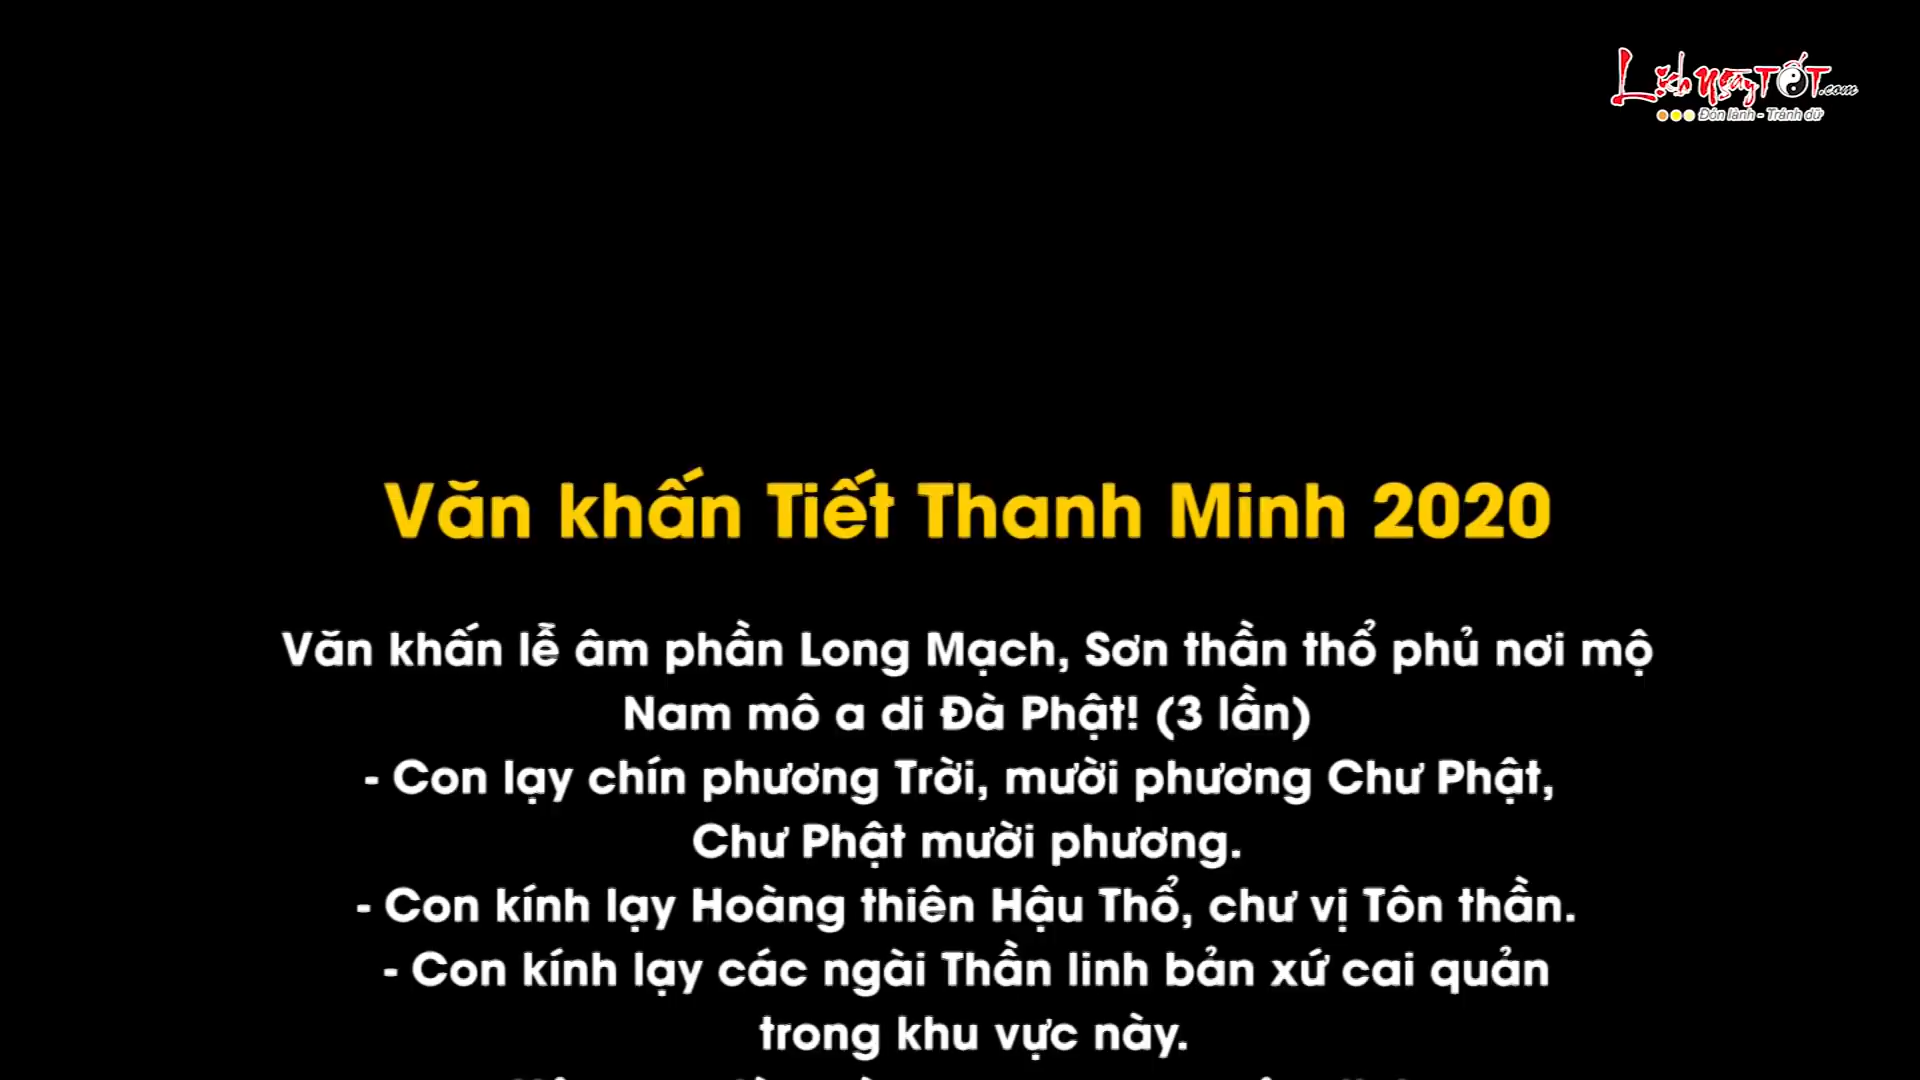 Lịch ngày TỐT.com
Đón lành - Tránh dữ
Văn khấn Tiết Thanh Minh 2020
Văn khấn lễ âm phần Long Mạch, Sơn thần thổ phủ nơi mộ
Nam mô a di Đà Phật! (3 lần)
- Con lạy chín phương Trời, mười phương Chư Phật,
Chư Phật mười phương.
- Con kính lạy Hoàng thiên Hậu Thổ, chư vị Tôn thần.
- Con kính lạy các ngài Thần linh bản xứ cai quản
trong khu vực này.